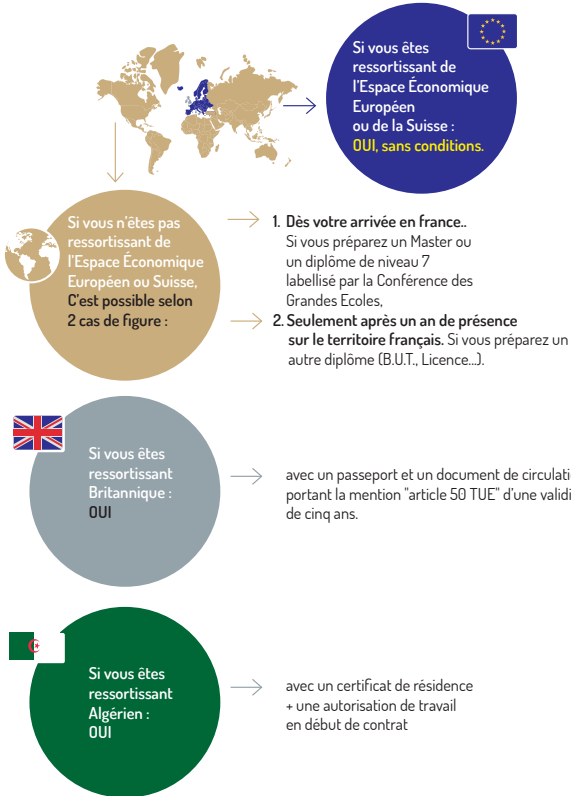 Si vous êtes
ressortissant de
l'Espace Économique
Européen
ou de la Suisse :
OUI, sans conditions.
Si vous n'êtes pas
ressortissant de
l'Espace Économique
Européen ou Suisse,
C'est possible selon
2 cas de figure :
1. Dès votre arrivée en france..
Si vous préparez un Master ou
un diplôme de niveau 7
labellisé par la Conférence des
Grandes Ecoles,
2. Seulement après un an de présence
sur le territoire français. Si vous préparez un
autre diplôme (B.U.T., Licence...).
Si vous êtes
ressortissant
Britannique :
OUI
avec un passeport et un document de
portant la mention "article 50 TUE" d'une
de cinq ans.
Si vous êtes
ressortissant
Algérien :
OUI
avec un certificat de résidence
+ une autorisation de travail
en début de contrat